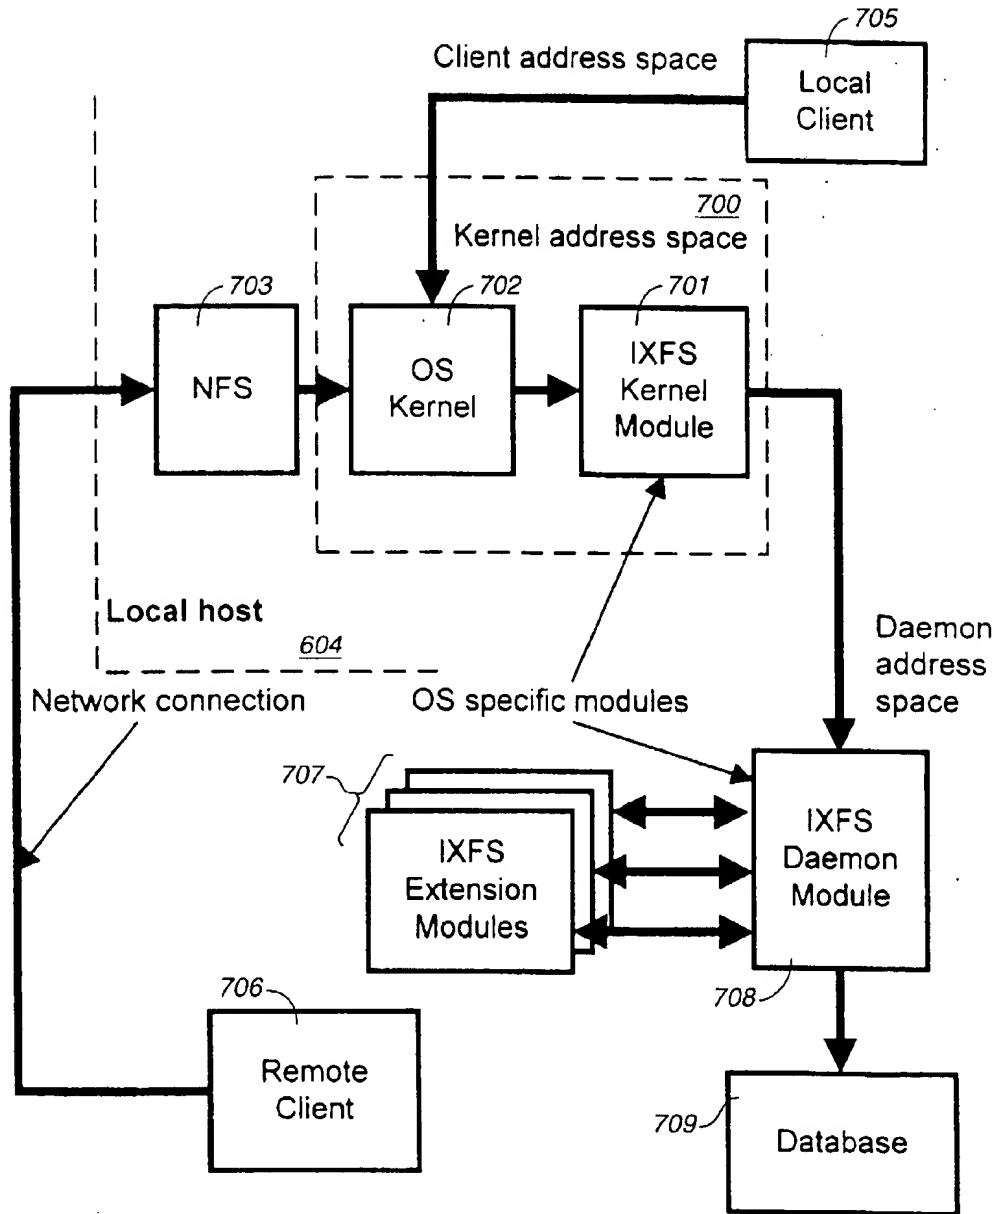 705
Client address space
Local
Client
700
Kernel address space
703
702
701
NFS
OS
Kernel
IXFS
Kernel
Module
Local host
604
Daemon
address
space
Network connection
OS specific modules
707
IXFS
Extension
Modules
IXFS
Daemon
Module
708
706
Remote
Client
709
Database